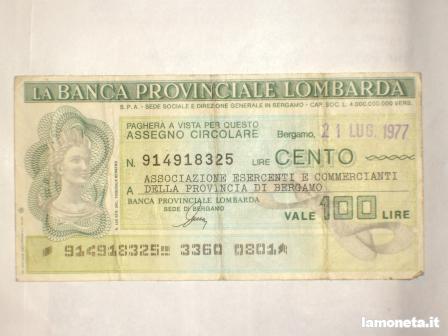 LA BANCA PROVINCIALE LOMBARDA
S.P.A. - SEDE SOCIALE E DIREZIONE GENERALE IN BERGAMO - CAP. SOC. L. 4.000.000.000 VERS.
PAGHERÀ A VISTA PER QUESTO
ASSEGNO CIRCOLARE
Bergamo, 21 LUG. 1977
N. 914918325 LIRE CENTO
ASSOCIAZIONE ESERCENTI E COMMERCIANTI
A DELLA PROVINCIA DI BERGAMO
BANCA PROVINCIALE LOMBARDA
SEDE DI BERGAMO
VALE 100 LIRE
914918325 3360 0801
lamoneta.it